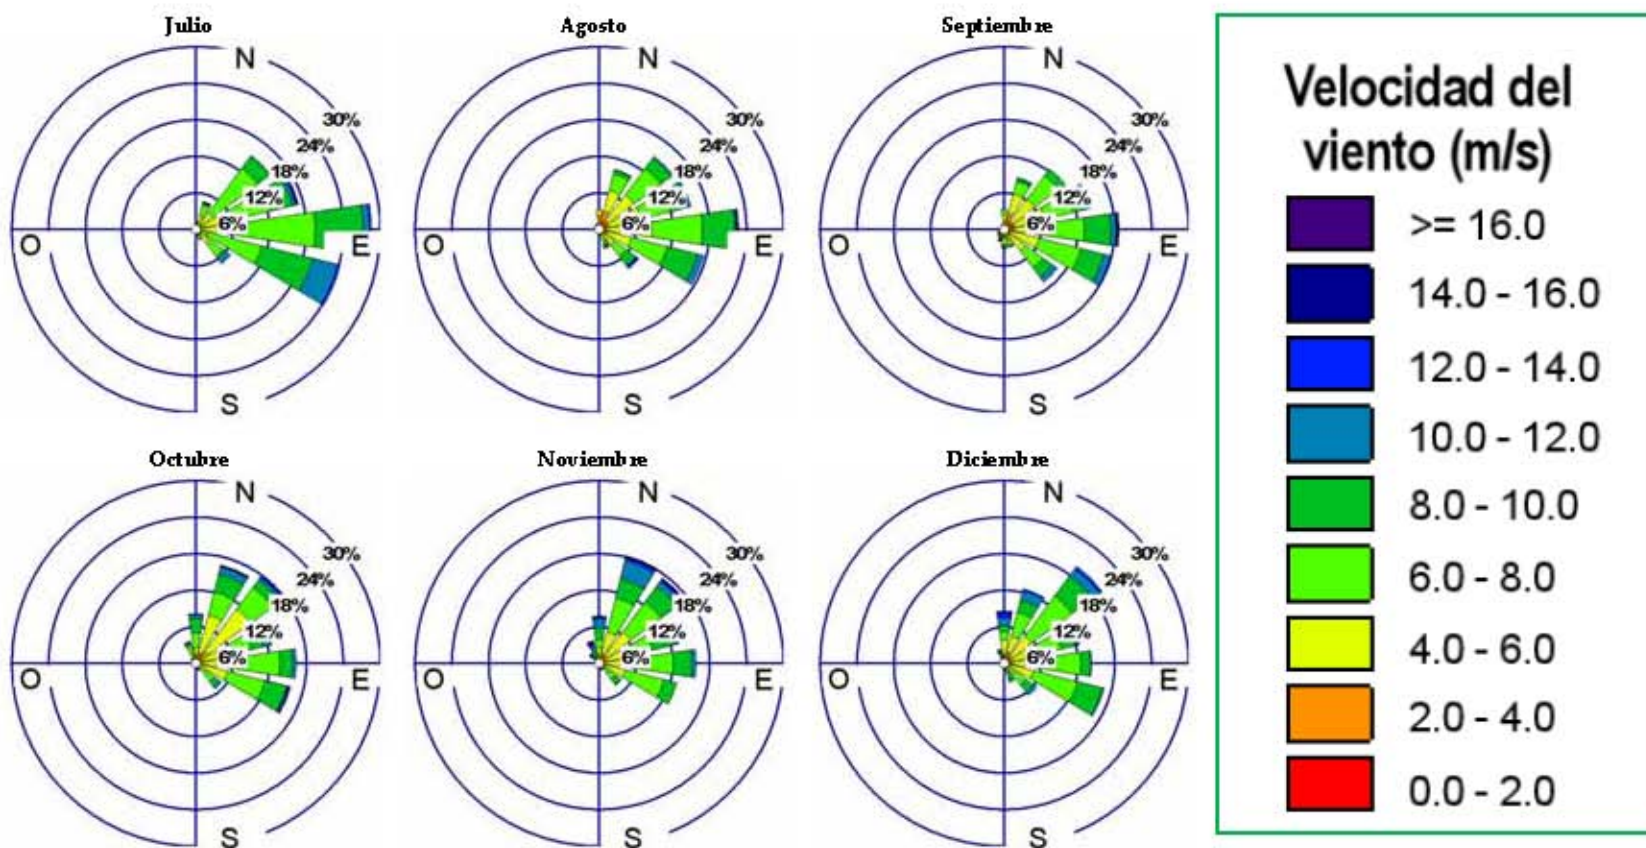 Julio
N
30%
24%
18%
12%
6%
O
E
S
Agosto
N
30%
24%
18%
12%
6%
O
E
S
Septiembre
N
30%
24%
18%
12%
6%
O
E
S
Octubre
N
30%
24%
18%
12%
6%
O
E
S
Noviembre
N
30%
24%
18%
12%
6%
O
E
S
Diciembre
N
30%
24%
18%
12%
6%
O
E
S
Velocidad del
viento (m/s)
>= 16.0
14.0 - 16.0
12.0 - 14.0
10.0 - 12.0
8.0 - 10.0
6.0 - 8.0
4.0 - 6.0
2.0 - 4.0
0.0 - 2.0